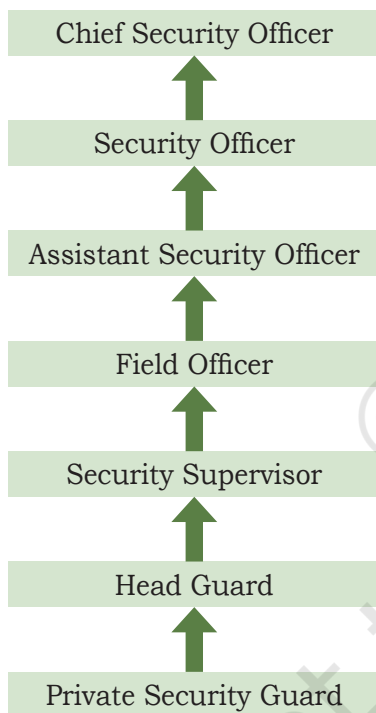 Chief Security Officer
Security Officer
Assistant Security Officer
Field Officer
Security Supervisor
Head Guard
Private Security Guard